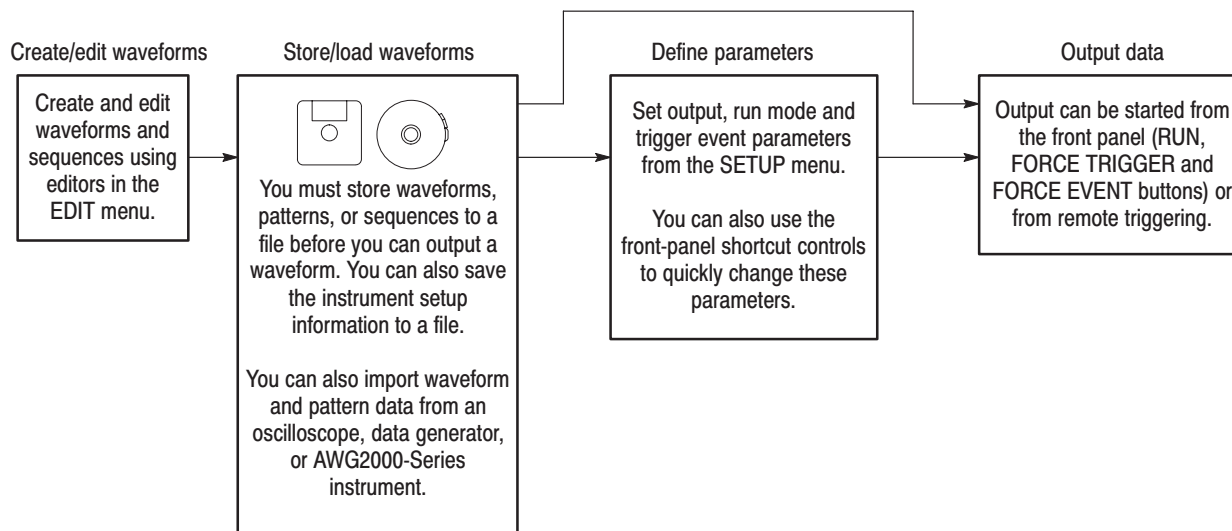 Create/edit waveforms
Create and edit
waveforms and
sequences using
editors in the
EDIT menu.
Store/load waveforms
You must store waveforms,
patterns, or sequences to a
file before you can output a
waveform. You can also save
the instrument setup
information to a file.
You can also import waveform
and pattern data from an
oscilloscope, data generator,
or AWG2000-Series
instrument.
Define parameters
Set output, run mode and
trigger event parameters
from the SETUP menu.
You can also use the
front-panel shortcut controls
to quickly change these
parameters.
Output data
Output can be started from
the front panel (RUN,
FORCE TRIGGER and
FORCE EVENT buttons) or
from remote triggering.